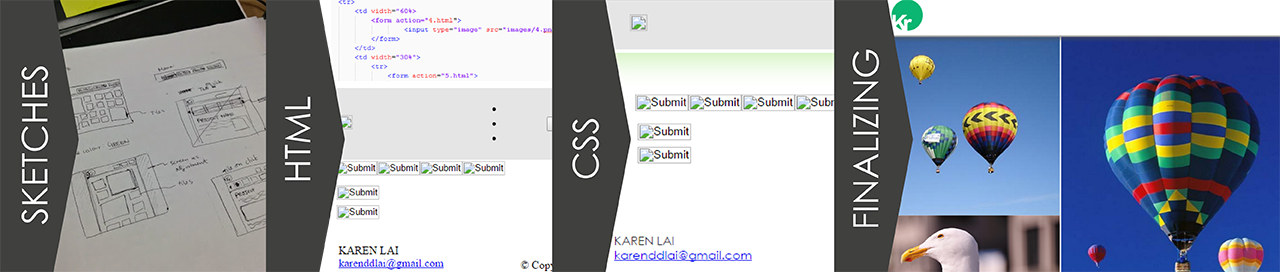 SKETCHES
HTML
<tr>
<td width="60%>
<form action="4.html">
<input type="image" src="images/4.pn
</form>
</td>
<td width="30%">
<tr>
<form action="5.html">
Submit Submit Submit Submit
Submit
Submit
KAREN LAI
karenddlai@gmail.com
© Copy
CSS
Submit Submit Submit Subm
Submit
Submit
KAREN LAI
karenddlai@gmail.com
FINALIZING
Kr